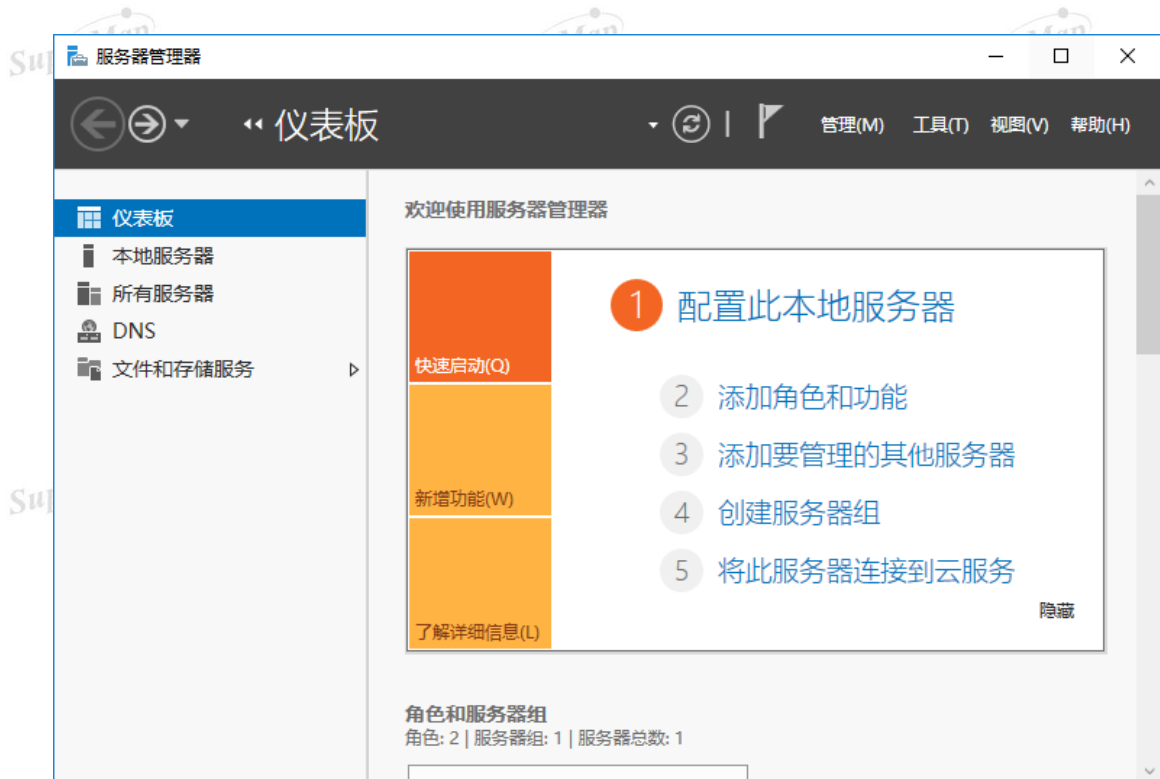 服务器管理器
仪表板
管理(M) 工具(T) 视图(V) 帮助(H)
仪表板
本地服务器
所有服务器
DNS
文件和存储服务
欢迎使用服务器管理器
快速启动(Q)
新增功能(W)
了解详细信息(L)
1 配置此本地服务器
2 添加角色和功能
3 添加要管理的其他服务器
4 创建服务器组
5 将此服务器连接到云服务
隐藏
角色和服务器组
角色: 2 | 服务器组: 1 | 服务器总数: 1